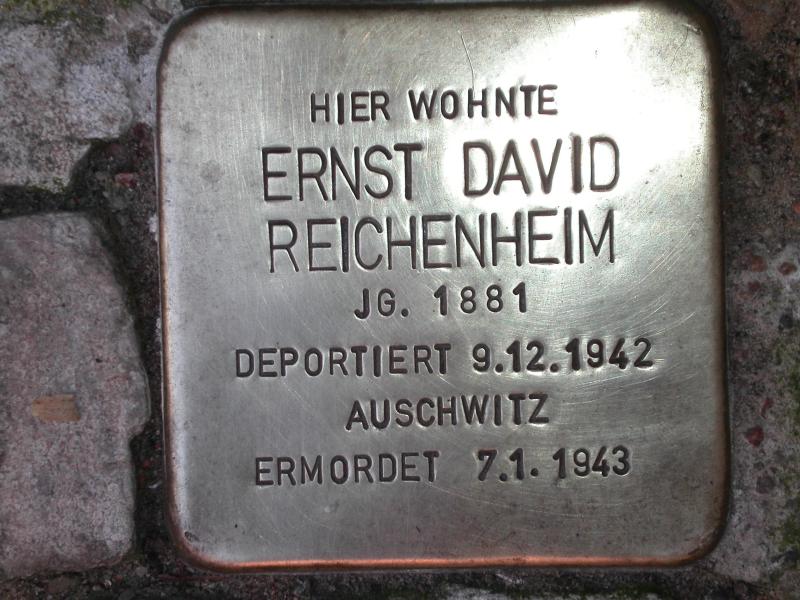 HIER WOHNTE
ERNST DAVID
REICHENHEIM
JG. 1881
DEPORTIERT 9.12.1942
AUSCHWITZ
ERMORDET 7.1.1943